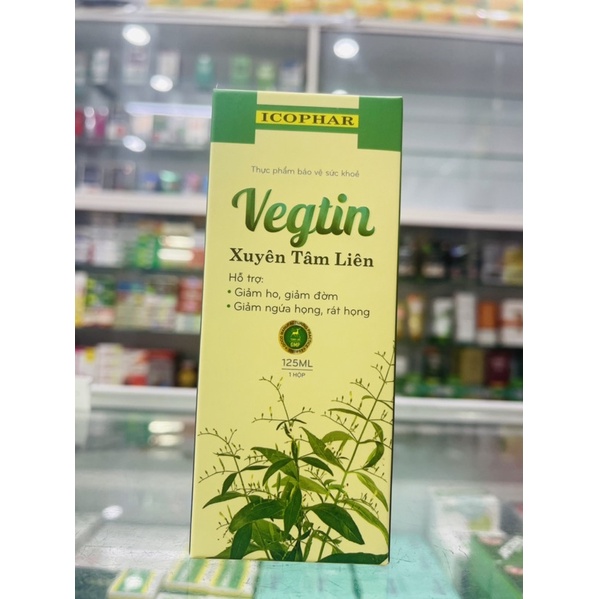 ICOPHAR
Thực phẩm bảo vệ sức khoẻ
Vegtin
Xuyên Tâm Liên
Hỗ trợ:
• Giảm ho, giảm đờm
• Giảm ngứa họng, rát họng
GMP
125ML
1 HỘP